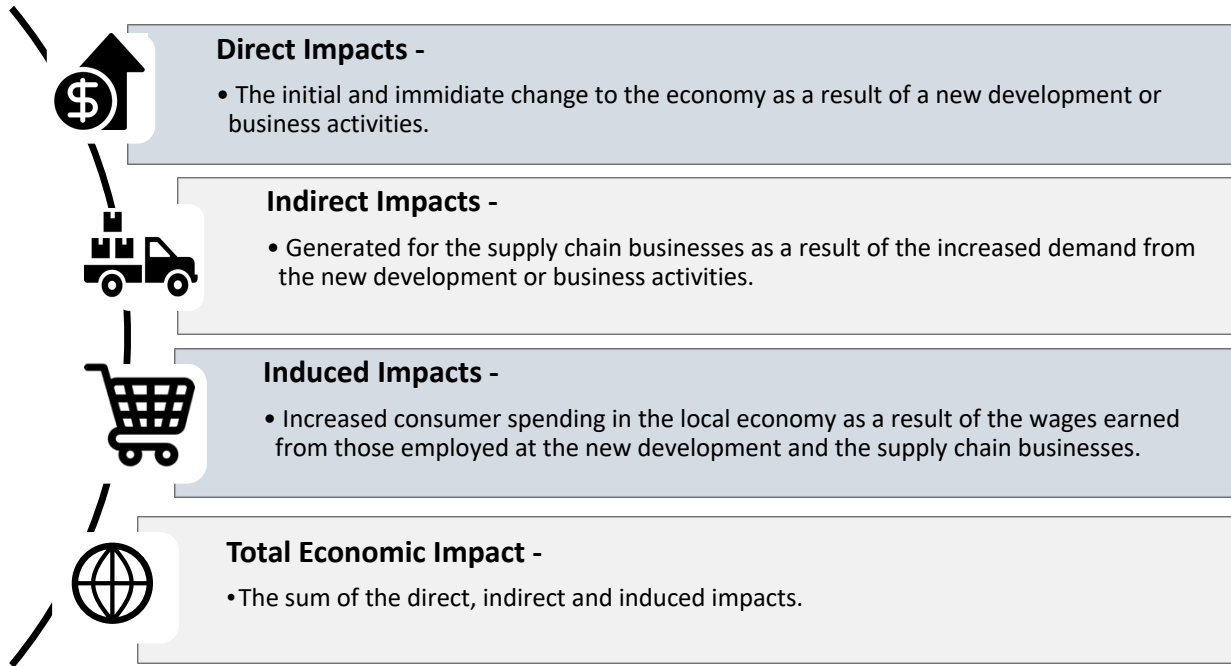 Direct Impacts -
• The initial and immidiate change to the economy as a result of a new development or
business activities.
Indirect Impacts -
• Generated for the supply chain businesses as a result of the increased demand from
the new development or business activities.
Induced Impacts -
• Increased consumer spending in the local economy as a result of the wages earned
from those employed at the new development and the supply chain businesses.
Total Economic Impact -
•The sum of the direct, indirect and induced impacts.